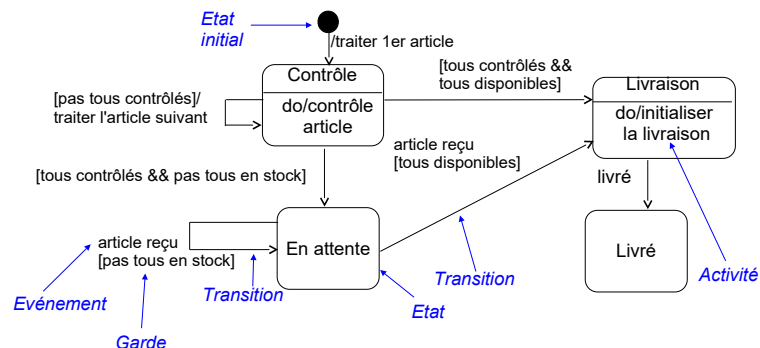 Etat
initial
/traiter 1er article
Contrôle
do/contrôle
article
[pas tous contrôlés]/
traiter l'article suivant
[tous contrôlés &&
tous disponibles]
Livraison
do/initialiser
la livraison
article reçu
[tous disponibles]
[tous contrôlés && pas tous en stock]
livré
article reçu
[pas tous en stock]
En attente
Livré
Evénement
Transition
Transition
Activité
Etat
Garde